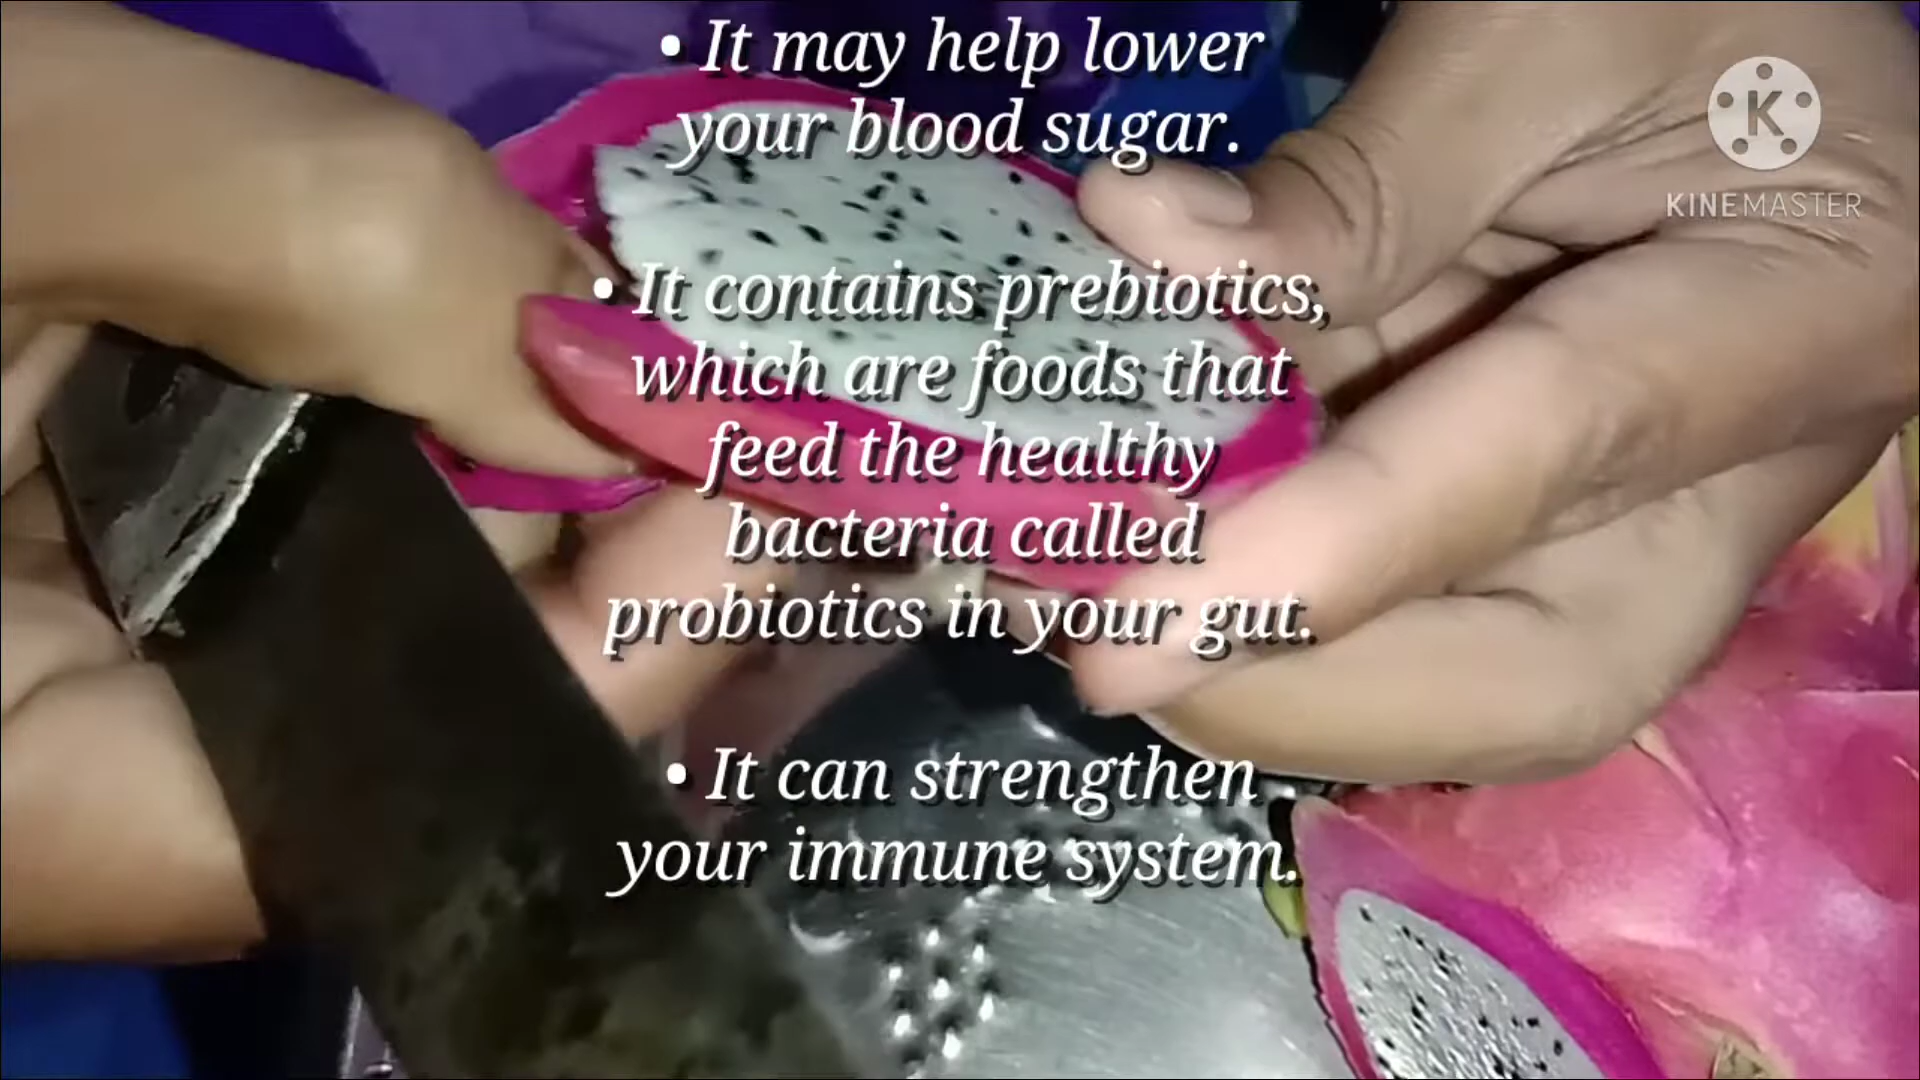 • It may help lower
your blood sugar.
• It contains prebiotics,
which are foods that
feed the healthy
bacteria called
probiotics in your gut.
• It can strengthen
your immune system.
K
KINEMASTER